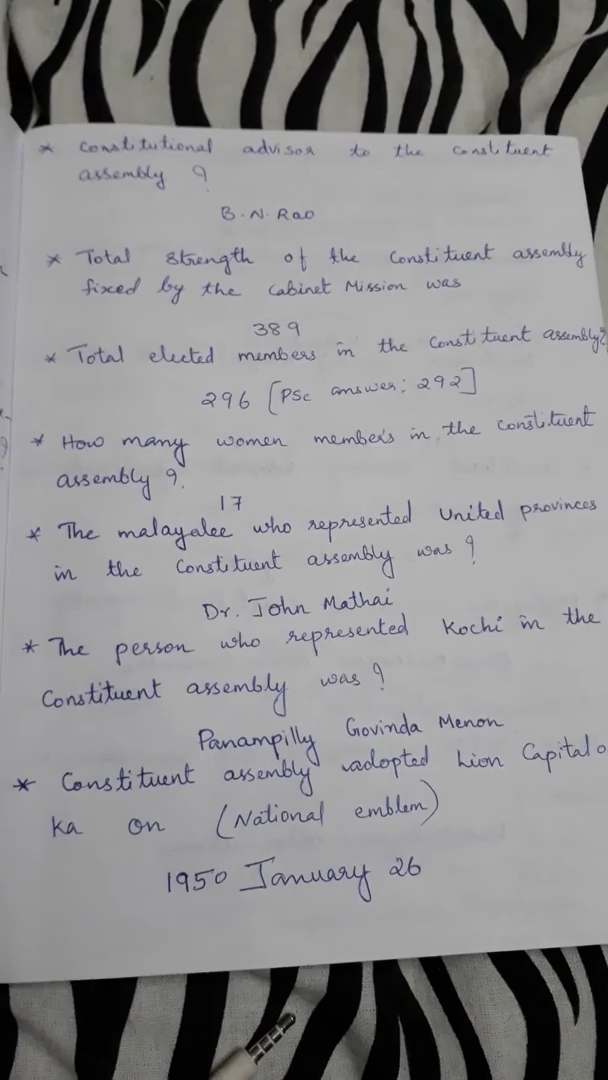 * Constitutional advisor to the constituent
assembly ?
B.N. Rao
* Total strength of the Constituent assembly
fixed by the Cabinet Mission was
389
* Total elected members in the Constituent assembly?
296 [PSC answer: 292]
* How many women members in the constituent
assembly ?
17
* The malayalee who represented United provinces
in the Constituent assembly was ?
Dr. John Mathai
* The person who represented Kochi in the
Constituent assembly was ?
Panampilly Govinda Menon
* Constituent assembly adopted Lion Capital o
ka on (National emblem)
1950 January 26